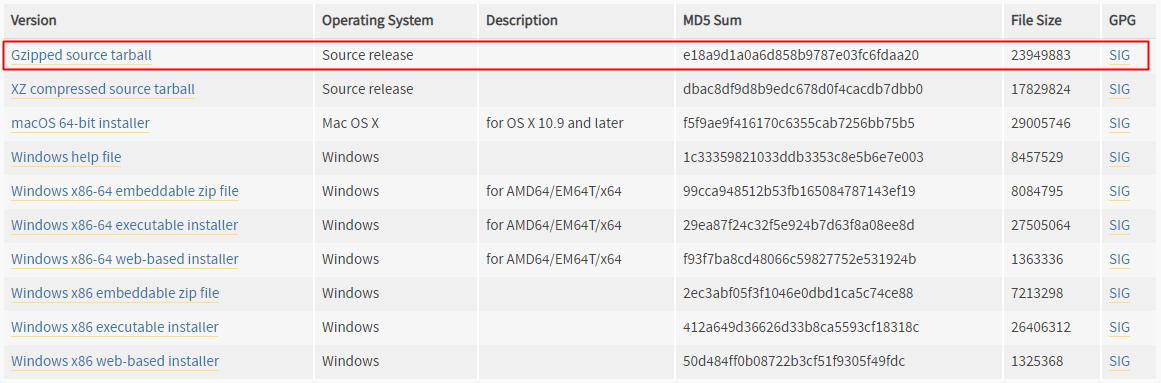 Version Operating System Description MD5 Sum File Size GPG
Gzipped source tarball Source release e18a9d1a0a6d858b9787e03fc6fdaa20 23949883 SIG
XZ compressed source tarball Source release dbac8df9d8b9edc678d0f4cacdb7dbb0 17829824 SIG
macOS 64-bit installer Mac OS X for OS X 10.9 and later f5f9ae9f416170c6355cab7256bb75b5 29005746 SIG
Windows help file Windows 1c33359821033ddb3353c8e5b6e7e003 8457529 SIG
Windows x86-64 embeddable zip file Windows for AMD64/EM64T/x64 99cca948512b53fb165084787143ef19 8084795 SIG
Windows x86-64 executable installer Windows for AMD64/EM64T/x64 29ea87f24c32f5e924b7d63f8a08ee8d 27505064 SIG
Windows x86-64 web-based installer Windows for AMD64/EM64T/x64 f93f7ba8cd48066c59827752e531924b 1363336 SIG
Windows x86 embeddable zip file Windows 2ec3abf05f3f1046e0dbd1ca5c74ce88 7213298 SIG
Windows x86 executable installer Windows 412a649d36626d33b8ca5593cf18318c 26406312 SIG
Windows x86 web-based installer Windows 50d484ff0b08722b3cf51f9305f49fdc 1325368 SIG